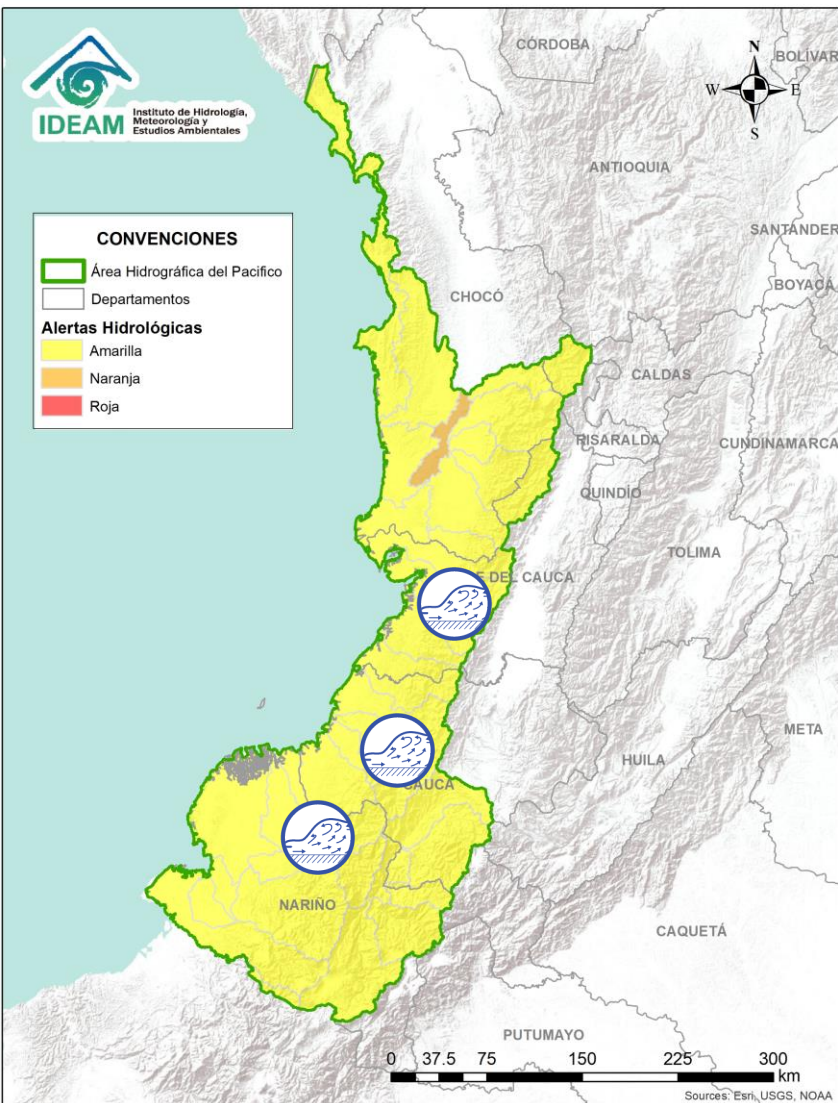 IDEAM
Instituto de Hidrología,
Meteorología y
Estudios Ambientales
CÓRDOBA
BOLÍVAR
N
W
E
S
ANTIOQUIA
SANTANDER
BOYACÁ
CONVENCIONES
Área Hidrográfica del Pacifico
Departamentos
Alertas Hidrológicas
Amarilla
Naranja
Roja
CHOCÓ
CALDAS
RISARALDA
CUNDINAMARCA
QUINDÍO
TOLIMA
E DEL CAUCA
META
HUILA
CAUCA
NARIÑO
CAQUETÁ
PUTUMAYO
0 37.5 75 150 225 300
km
Sources: Esri, USGS, NOAA